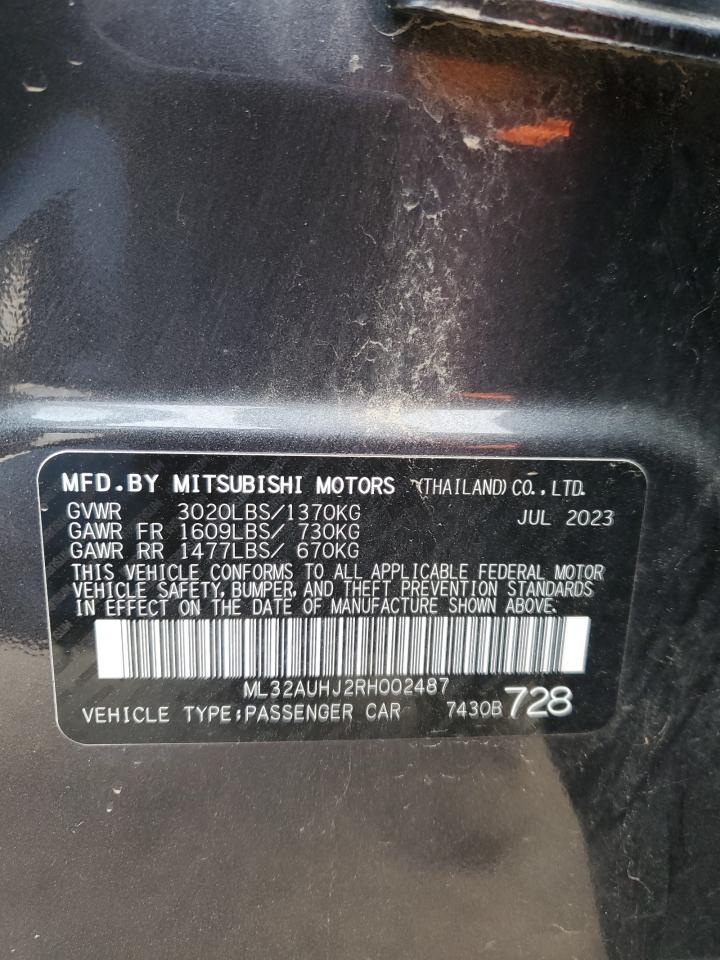 MFD.BY MITSUBISHI MOTORS (THAILAND) CO., LTD.
GVWR 3020LBS/1370KG JUL 2023
GAWR FR 1609LBS/ 730KG
GAWR RR 1477LBS/ 670KG
THIS VEHICLE CONFORMS TO ALL APPLICABLE FEDERAL MOTOR
VEHICLE SAFETY, BUMPER, AND THEFT PREVENTION STANDARDS
IN EFFECT ON THE DATE OF MANUFACTURE SHOWN ABOVE.
ML32AUHJ2RH002487
VEHICLE TYPE:PASSENGER CAR 7430B 728